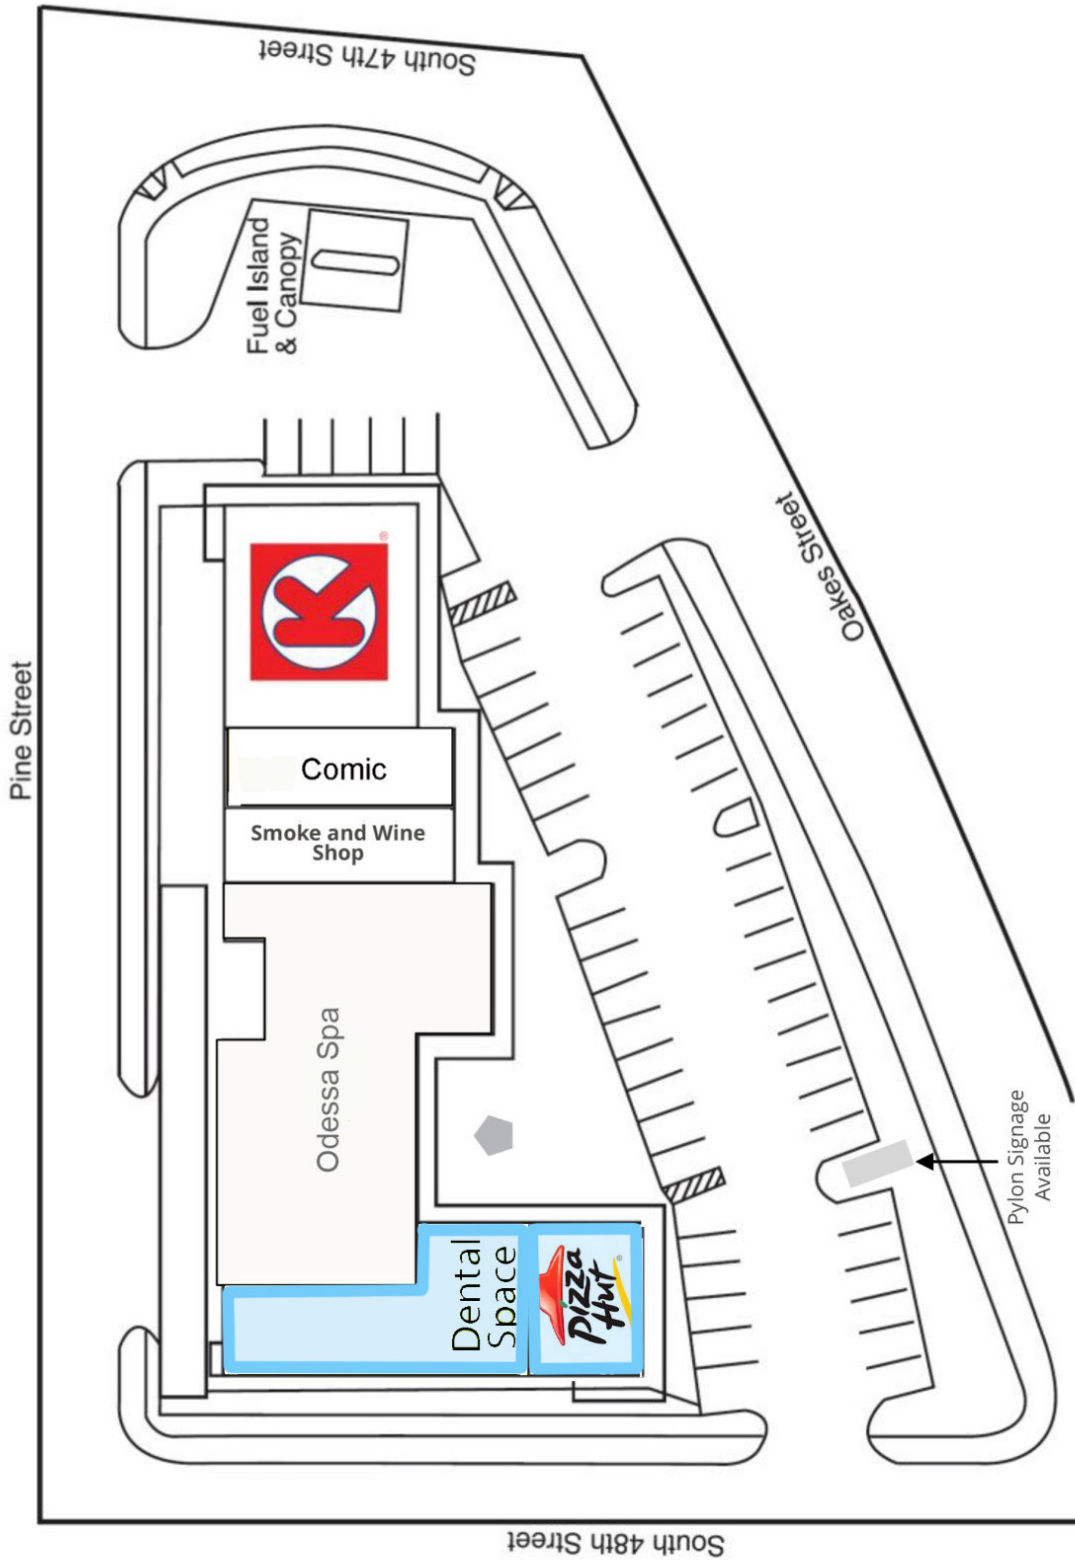 South 47th Street
Fuel Island
& Canopy
Pine Street
Oakes Street
K
®
Comic
Smoke and Wine
Shop
Odessa Spa
Pylon Signage
Available
Dental
Space
Pizza
Hut
®
South 48th Street